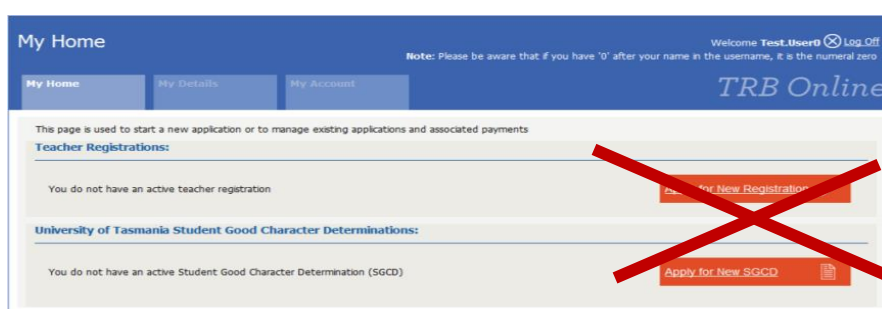 My Home
Welcome Test.User0 Log Off
Note: Please be aware that if you have '0' after your name in the username, it is the numeral zero
My Home My Details My Account
TRB Online
This page is used to start a new application or to manage existing applications and associated payments
Teacher Registrations:
You do not have an active teacher registration Apply for New Registration
University of Tasmania Student Good Character Determinations:
You do not have an active Student Good Character Determination (SGCD) Apply for New SGCD